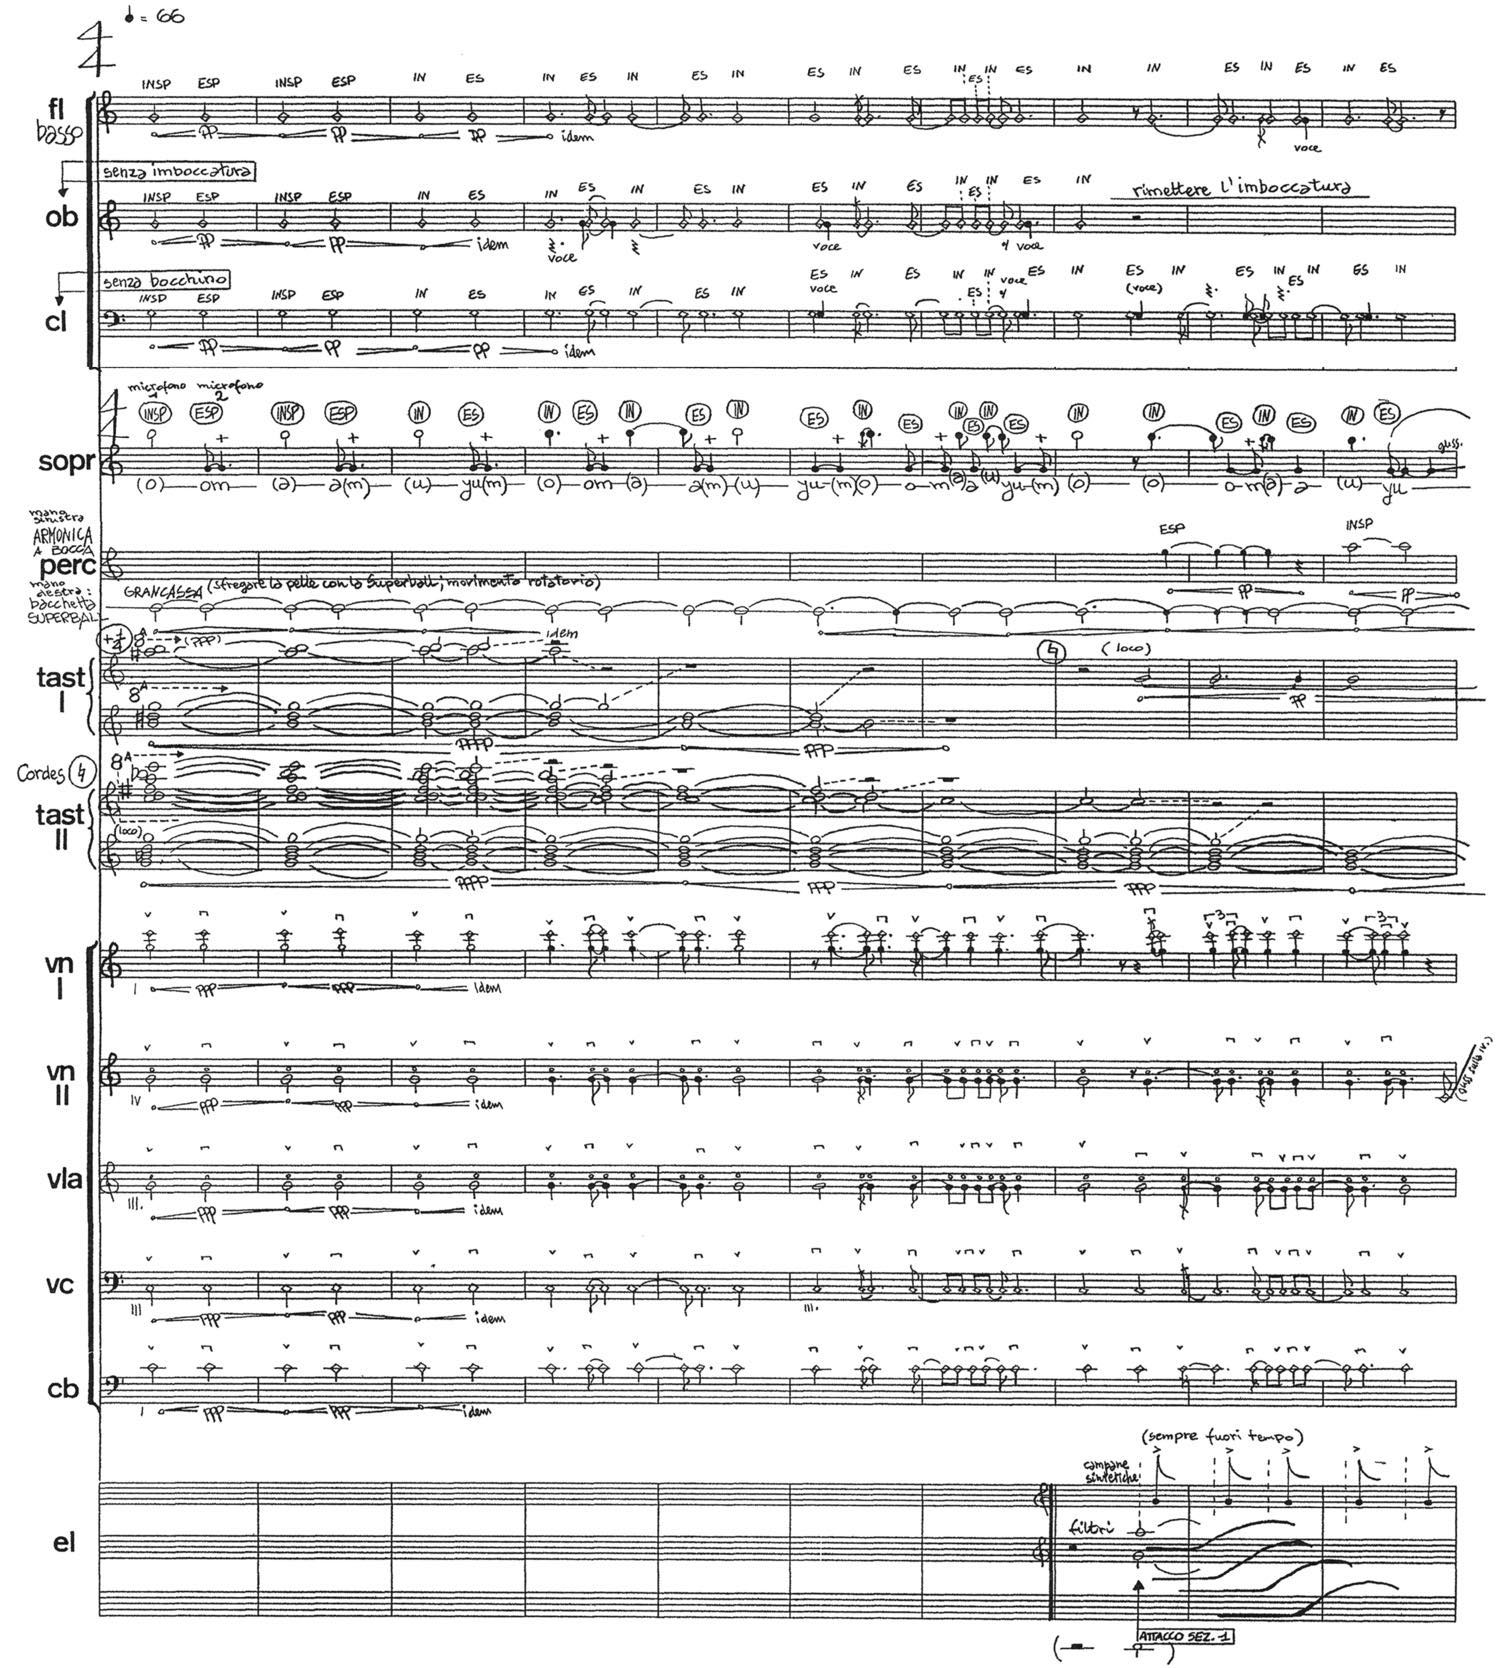 ♩ = 66
4
4
INSP ESP INSP ESP IN ES IN ES IN ES IN ES IN ES IN ES IN ES IN IN ES IN ES IN ES
fl
basso
pp pp pp idem voce
senza imboccatura
INSP ESP INSP ESP IN ES IN ES IN ES IN ES IN ES IN ES IN ES IN rimettere l'imboccatura
ob
pp pp idem voce voce voce
senza bocchino
INSP ESP INSP ESP IN ES IN ES IN ES IN ES voce IN ES IN ES IN voce ES IN ES (voce) IN ES IN ES IN ES IN
cl
pp pp pp idem
microfono 1 microfono 2
INSP ESP INSP ESP IN ES IN ES IN ES IN ES IN ES IN ES IN ES IN IN ES IN ES IN ES
sopr
gliss.
(o) om (a) a(m) (u) yu(m) (o) om (a) a(m) (u) yu (m)(o) o m(a) a (u) yu (m) (o) (o) o m(a) a (u) yu
mano sinistra
ARMONICA
A BOCCA
perc
ESP INSP
pp pp
mano destra:
bacchetta
SUPERBALL
GRANCASSA (sfregare la pelle con la Superball; movimento rotatorio)
+1/4 8A (ppp) idem
(loco)
tast
I
8A
pp
pppp ppp
Cordes
8A
tast
II
(loco)
pppp ppp ppp
vn
I
I ppp ppp idem
3 3
vn
II
IV ppp ppp idem
vla
III. ppp ppp idem
vc
III ppp ppp idem III.
cb
I ppp ppp idem
(sempre fuori tempo)
campane
sintetiche
el
filtri
ATTACCO SEZ. 1